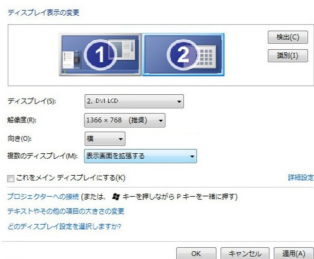 ディスプレイ表示の変更
1
2
検出(C)
識別(I)
ディスプレイ(S):
2. DVI LCD
解像度(R):
1366 × 768 (推奨)
向き(O):
横
複数のディスプレイ(M):
表示画面を拡張する
これをメイン ディスプレイにする(K)
詳細設定
プロジェクターへの接続 (または、 キーを押しながら P キーを一緒に押す)
テキストやその他の項目の大きさの変更
どのディスプレイ設定を選択しますか?
OK
キャンセル
適用(A)